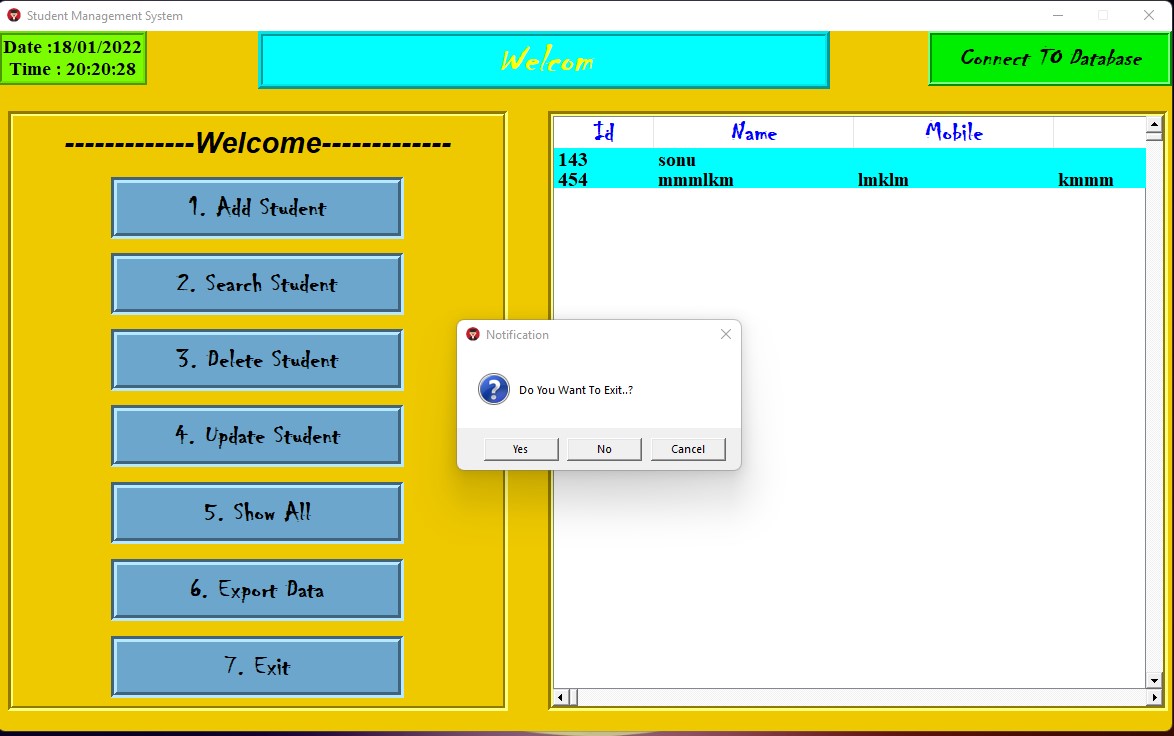 Student Management System
Date :18/01/2022
Time : 20:20:28
Welcom
Connect TO Database
-------------Welcome-------------
1. Add Student
2. Search Student
3. Delete Student
4. Update Student
5. Show All
6. Export Data
7. Exit
Id Name Mobile
143 sonu
454 mmmlkm lmklm kmmm
Notification
Do You Want To Exit..?
Yes No Cancel